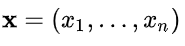 𝐱 = (x₁, . . . , xₙ)